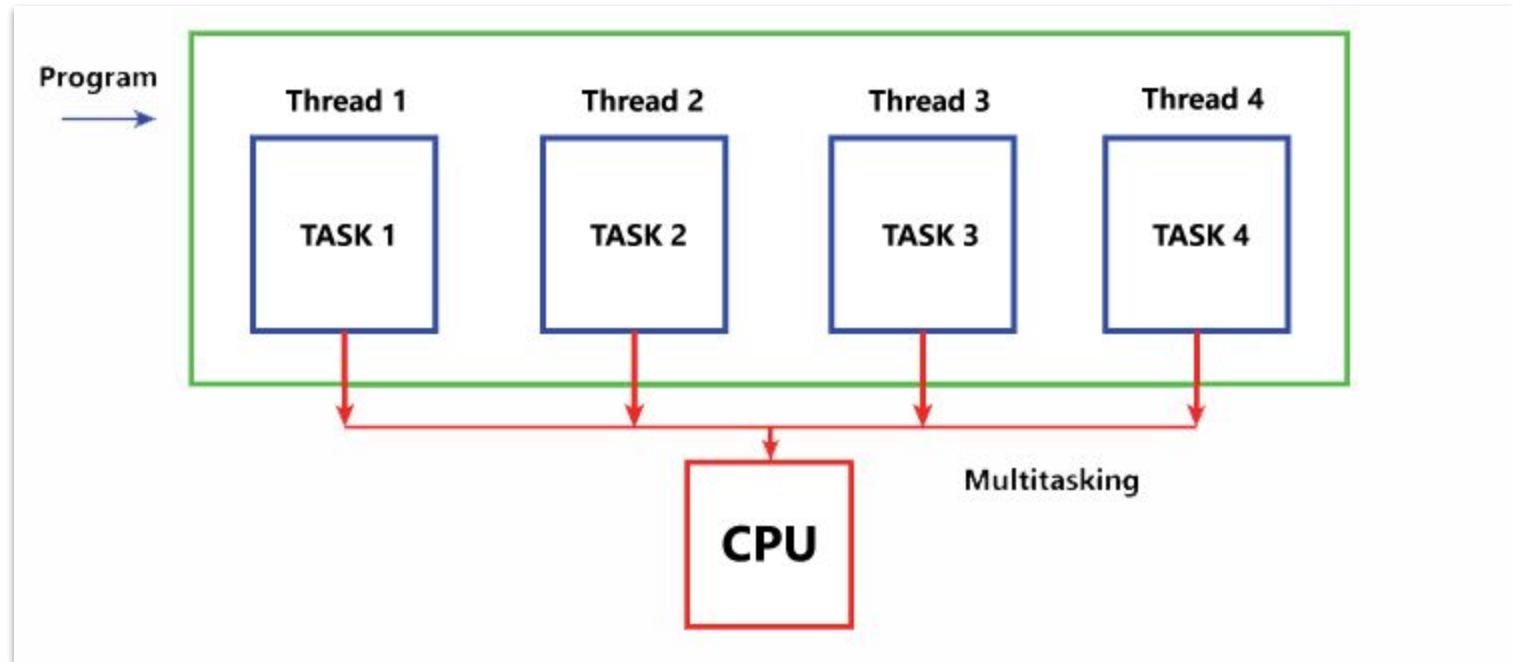 Program
Thread 1
Thread 2
Thread 3
Thread 4
TASK 1
TASK 2
TASK 3
TASK 4
Multitasking
CPU